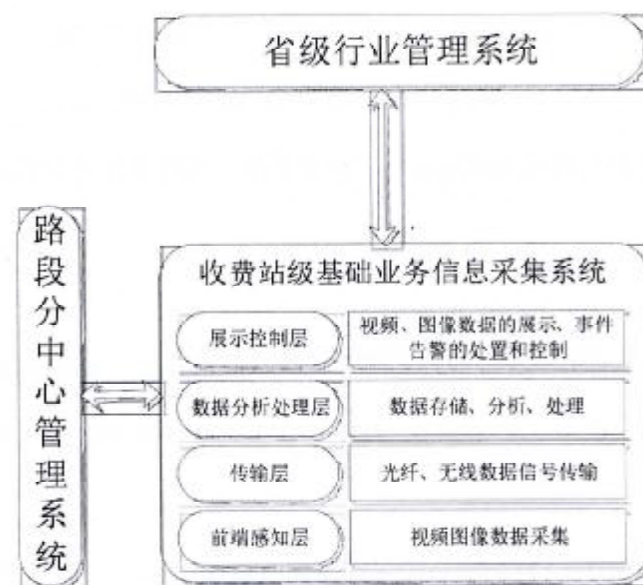 省级行业管理系统
路段分中心管理系统
收费站级基础业务信息采集系统
展示控制层
视频、图像数据的展示、事件
告警的处置和控制
数据分析处理层
数据存储、分析、处理
传输层
光纤、无线数据信号传输
前端感知层
视频图像数据采集